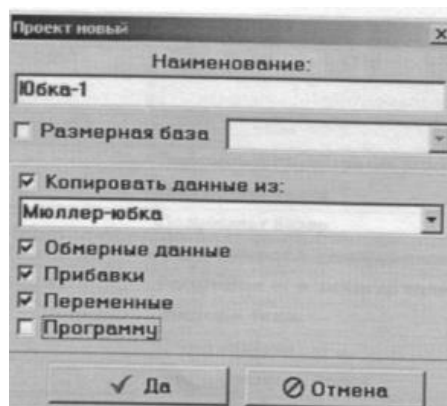 Проект новый
Наименование:
Юбка-1
Размерная база
Копировать данные из:
Мюллер-юбка
Обмерные данные
Прибавки
Переменные
Программу
Да
Отмена